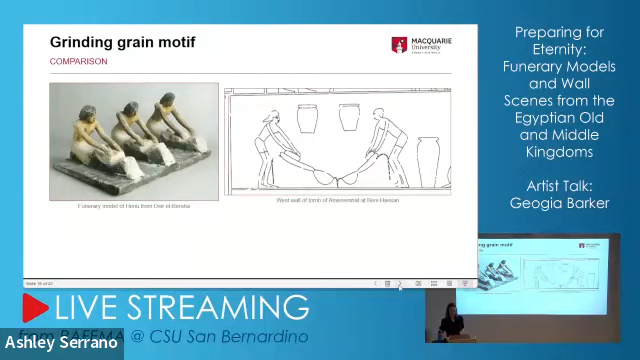 Grinding grain motif
COMPARISON
MACQUARIE
University
Funerary model of Henu from Deir el-Bersha
West wall of tomb of Amenemhat at Beni Hassan
Preparing for
Eternity:
Funerary Models
and Wall
Scenes from the
Egyptian Old
and Middle
Kingdoms
Artist Talk:
Geogia Barker
LIVE STREAMING
from RAFFMA @ CSU San Bernardino
Ashley Serrano